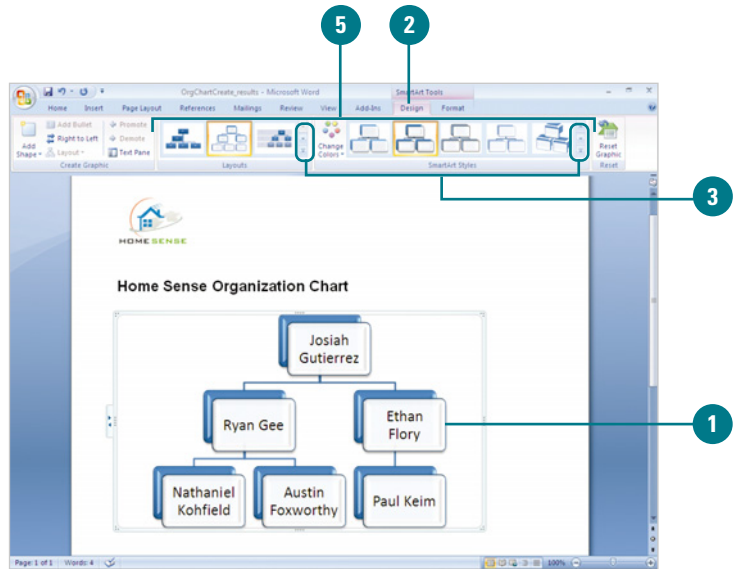 5 2
OrgChartCreate_results - Microsoft Word SmartArt Tools
Home Insert Page Layout References Mailings Review View Add-Ins Design Format
Add Shape
Add Bullet
Right to Left
Layout
Promote
Demote
Text Pane
Change Colors
Reset Graphic
Create Graphic Layouts SmartArt Styles Reset
3
HOME SENSE
Home Sense Organization Chart
Josiah
Gutierrez
Ryan Gee
Ethan
Flory
1
Nathaniel
Kohfield
Austin
Foxworthy
Paul Keim
Page: 1 of 1 Words: 4 100%